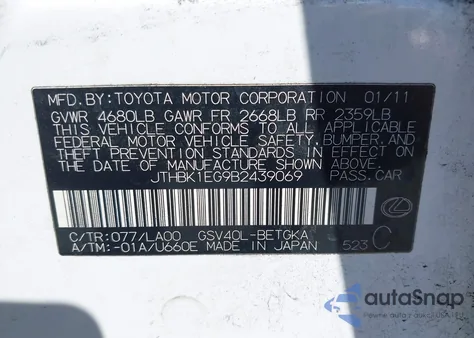 MFD. BY: TOYOTA MOTOR CORPORATION 01/11
GVWR 4680LB GAWR FR 2668LB RR 2359LB
THIS VEHICLE CONFORMS TO ALL APPLICABLE
FEDERAL MOTOR VEHICLE SAFETY, BUMPER, AND
THEFT PREVENTION STANDARDS IN EFFECT ON
THE DATE OF MANUFACTURE SHOWN ABOVE.
JTHBK1EG9B2439069 PASS. CAR
C/TR: 077/LA00 GSV40L-BETGKA
A/TM: -01A/U660E MADE IN JAPAN 523 C
autaSnap